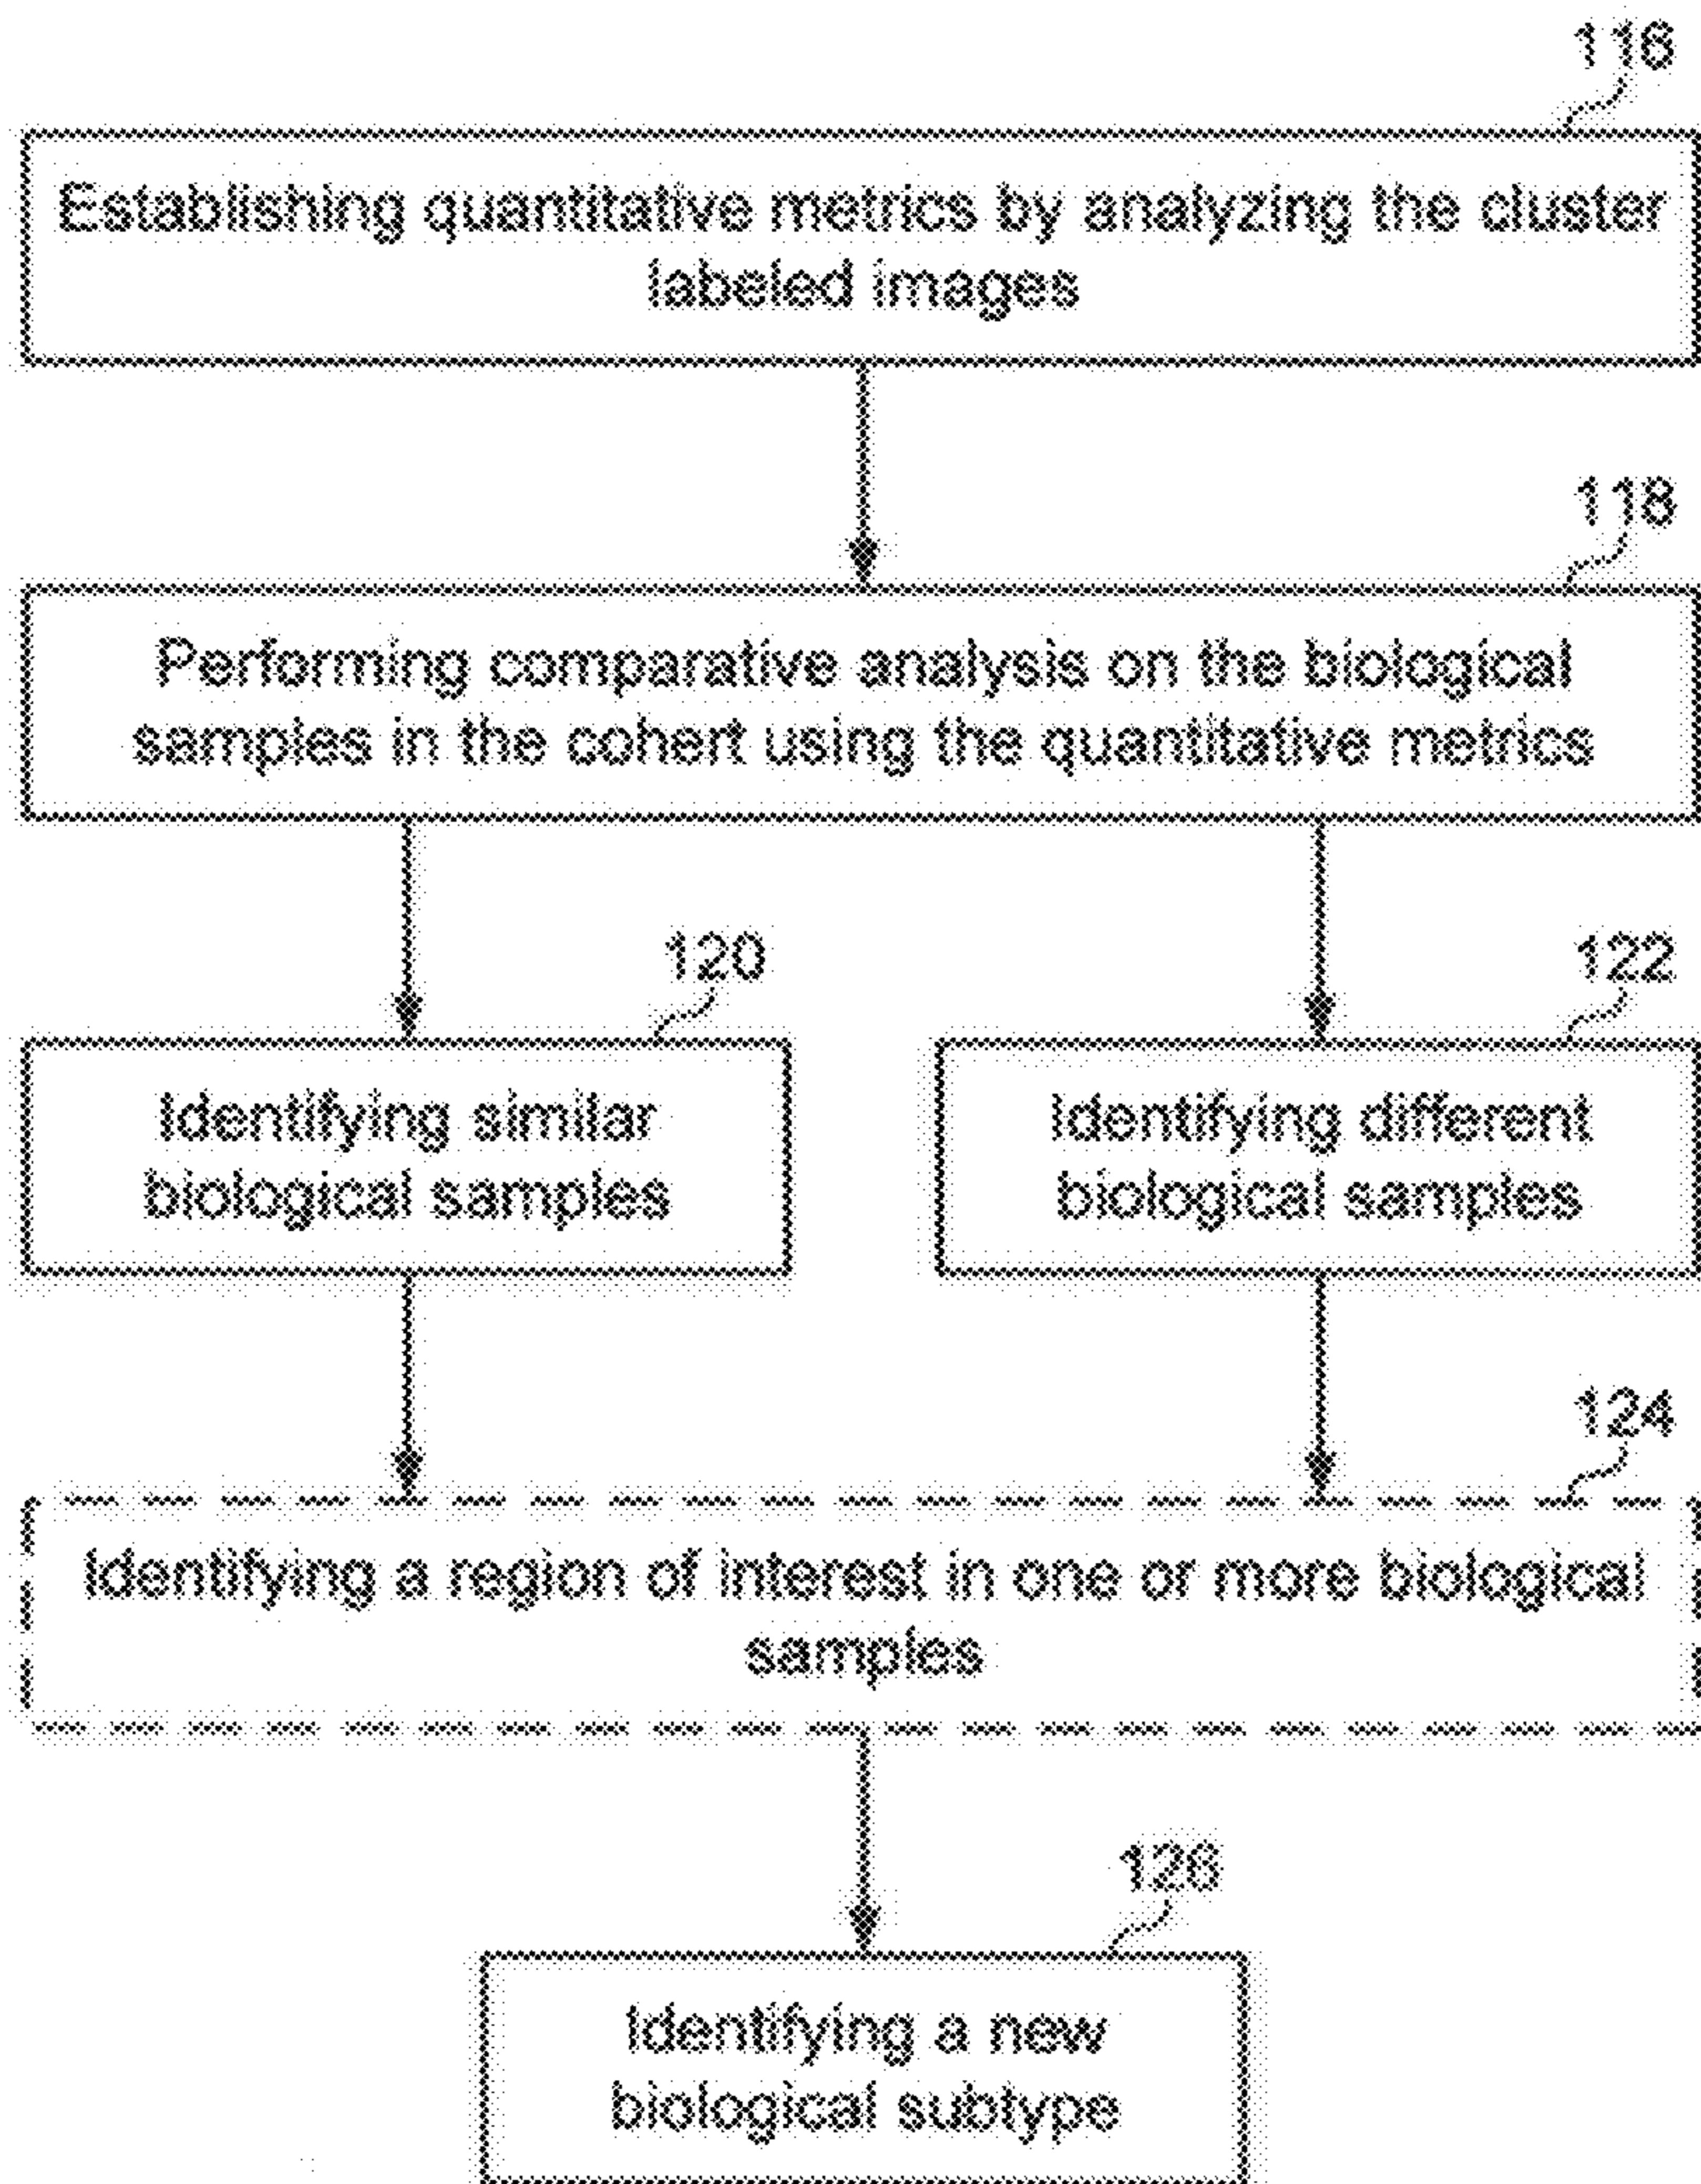 116
Establishing quantitative metrics by analyzing the cluster
labeled images
118
Performing comparative analysis on the biological
samples in the cohert using the quantitative metrics
120
122
Identifying similar
biological samples
Identifying different
biological samples
124
Identifying a region of interest in one or more biological
samples
126
Identifying a new
biological subtype